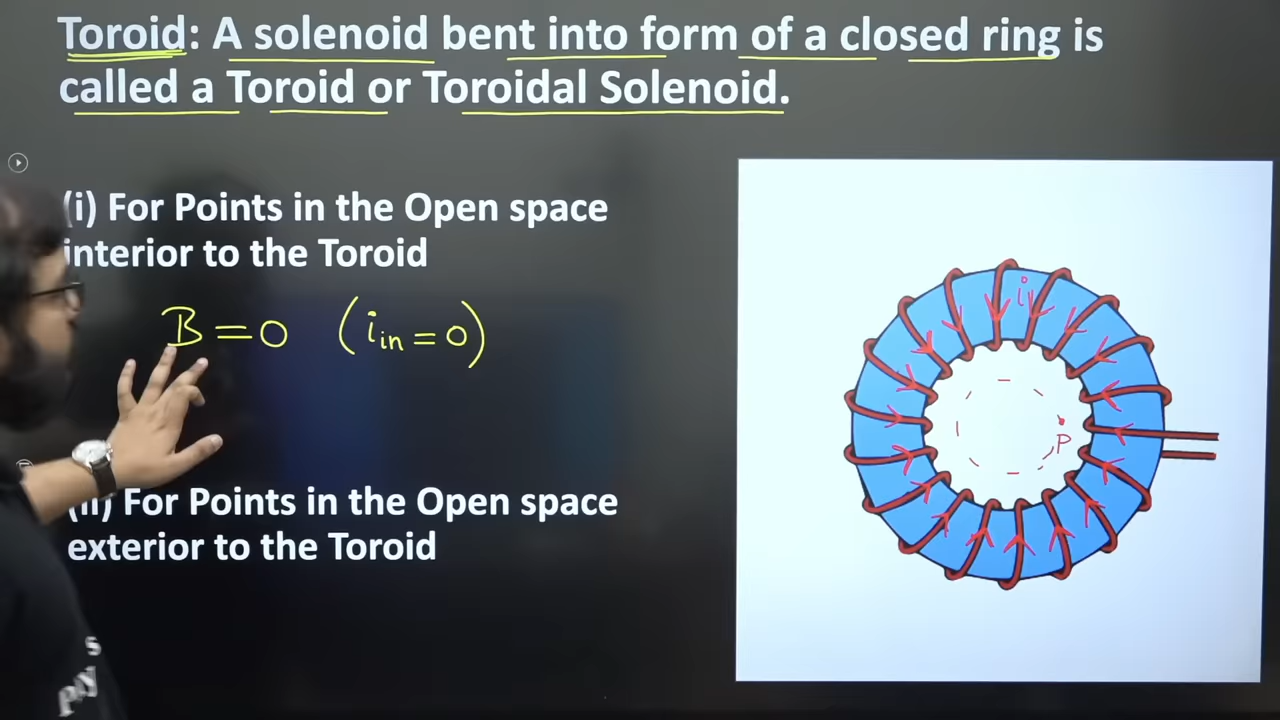 Toroid: A solenoid bent into form of a closed ring is
called a Toroid or Toroidal Solenoid.
(i) For Points in the Open space
interior to the Toroid
B = 0 (i in = 0)
(ii) For Points in the Open space
exterior to the Toroid
i
P